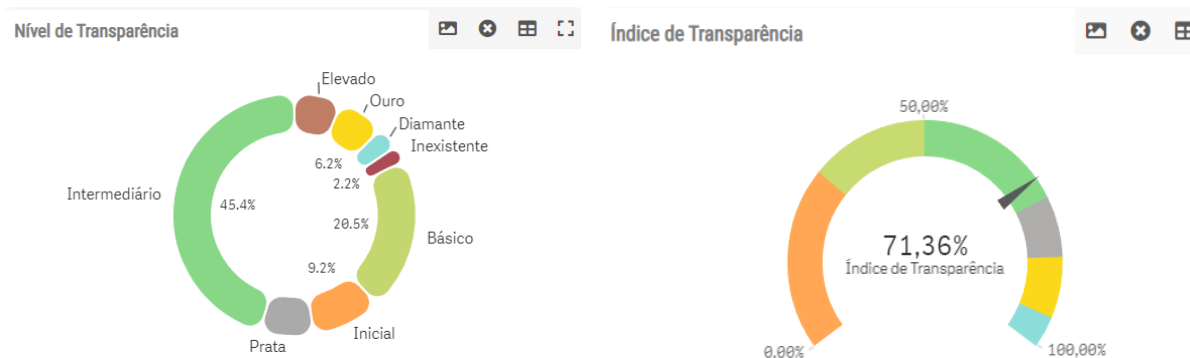 Nível de Transparência
Elevado
Ouro
Diamante
Inexistente
6.2%
2.2%
Intermediário
45.4%
20.5%
Básico
9.2%
Inicial
Prata
Índice de Transparência
50,00%
71,36%
Índice de Transparência
0.00%
100,00%